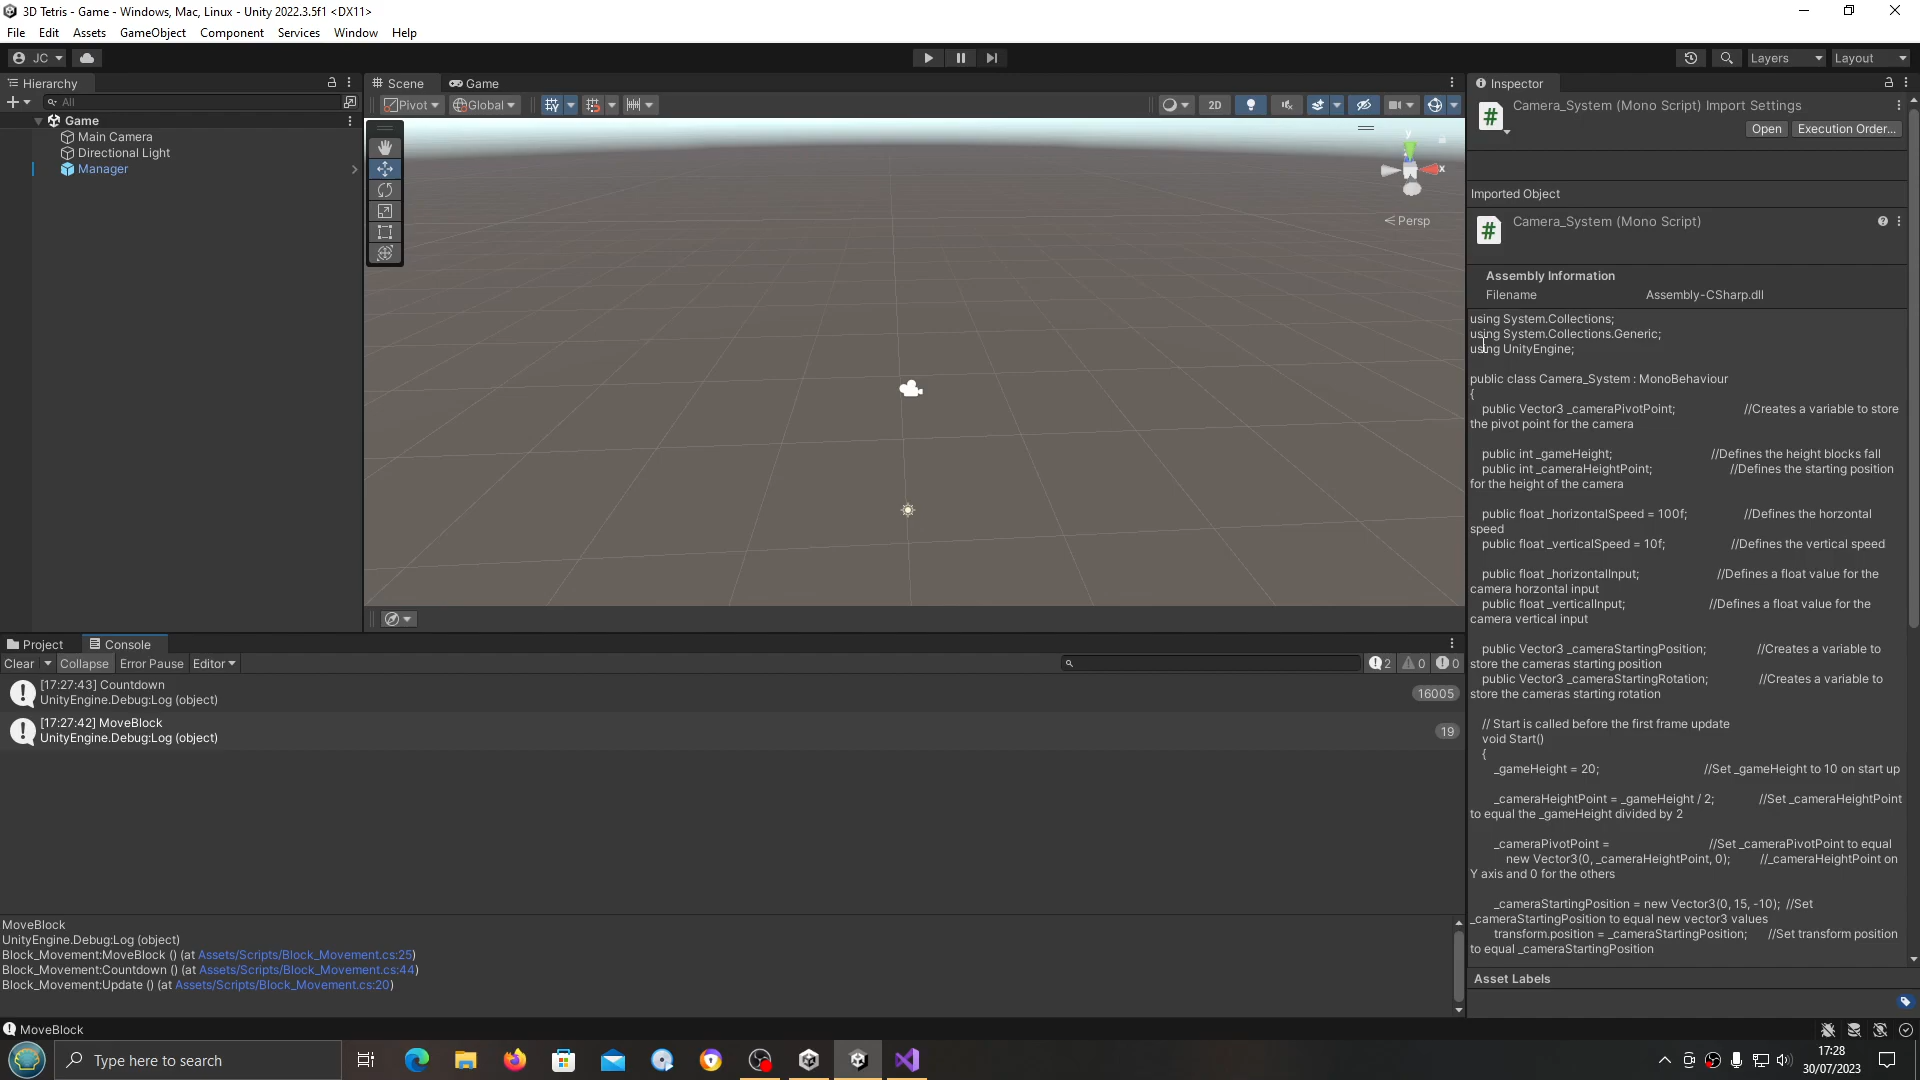 3D Tetris - Game - Windows, Mac, Linux - Unity 2022.3.5f1 <DX11>
File Edit Assets GameObject Component Services Window Help
JC
Layers Layout
Hierarchy
All
Game
Main Camera
Directional Light
Manager
Scene Game
Pivot Global 2D
y
x
Persp
Project Console
Clear Collapse Error Pause Editor
2 0 0
[17:27:43] Countdown
UnityEngine.Debug:Log (object)
16005
[17:27:42] MoveBlock
UnityEngine.Debug:Log (object)
19
MoveBlock
UnityEngine.Debug:Log (object)
Block_Movement:MoveBlock () (at Assets/Scripts/Block_Movement.cs:25)
Block_Movement:Countdown () (at Assets/Scripts/Block_Movement.cs:44)
Block_Movement:Update () (at Assets/Scripts/Block_Movement.cs:20)
MoveBlock
Inspector
Camera_System (Mono Script) Import Settings
Open Execution Order...
Imported Object
Camera_System (Mono Script)
Assembly Information
Filename Assembly-CSharp.dll
using System.Collections;
using System.Collections.Generic;
using UnityEngine;
public class Camera_System : MonoBehaviour
{
public Vector3 _cameraPivotPoint; //Creates a variable to store
the pivot point for the camera
public int _gameHeight; //Defines the height blocks fall
public int _cameraHeightPoint; //Defines the starting position
for the height of the camera
public float _horizontalSpeed = 100f; //Defines the horzontal
speed
public float _verticalSpeed = 10f; //Defines the vertical speed
public float _horizontalInput; //Defines a float value for the
camera horzontal input
public float _verticalInput; //Defines a float value for the
camera vertical input
public Vector3 _cameraStartingPosition; //Creates a variable to
store the cameras starting position
public Vector3 _cameraStartingRotation; //Creates a variable to
store the cameras starting rotation
// Start is called before the first frame update
void Start()
{
_gameHeight = 20; //Set _gameHeight to 10 on start up
_cameraHeightPoint = _gameHeight / 2; //Set _cameraHeightPoint
to equal the _gameHeight divided by 2
_cameraPivotPoint = //Set _cameraPivotPoint to equal
new Vector3(0, _cameraHeightPoint, 0); //_cameraHeightPoint on
Y axis and 0 for the others
_cameraStartingPosition = new Vector3(0, 15, -10); //Set
_cameraStartingPosition to equal new vector3 values
transform.position = _cameraStartingPosition; //Set transform position
to equal _cameraStartingPosition
Asset Labels
Type here to search
17:28
30/07/2023